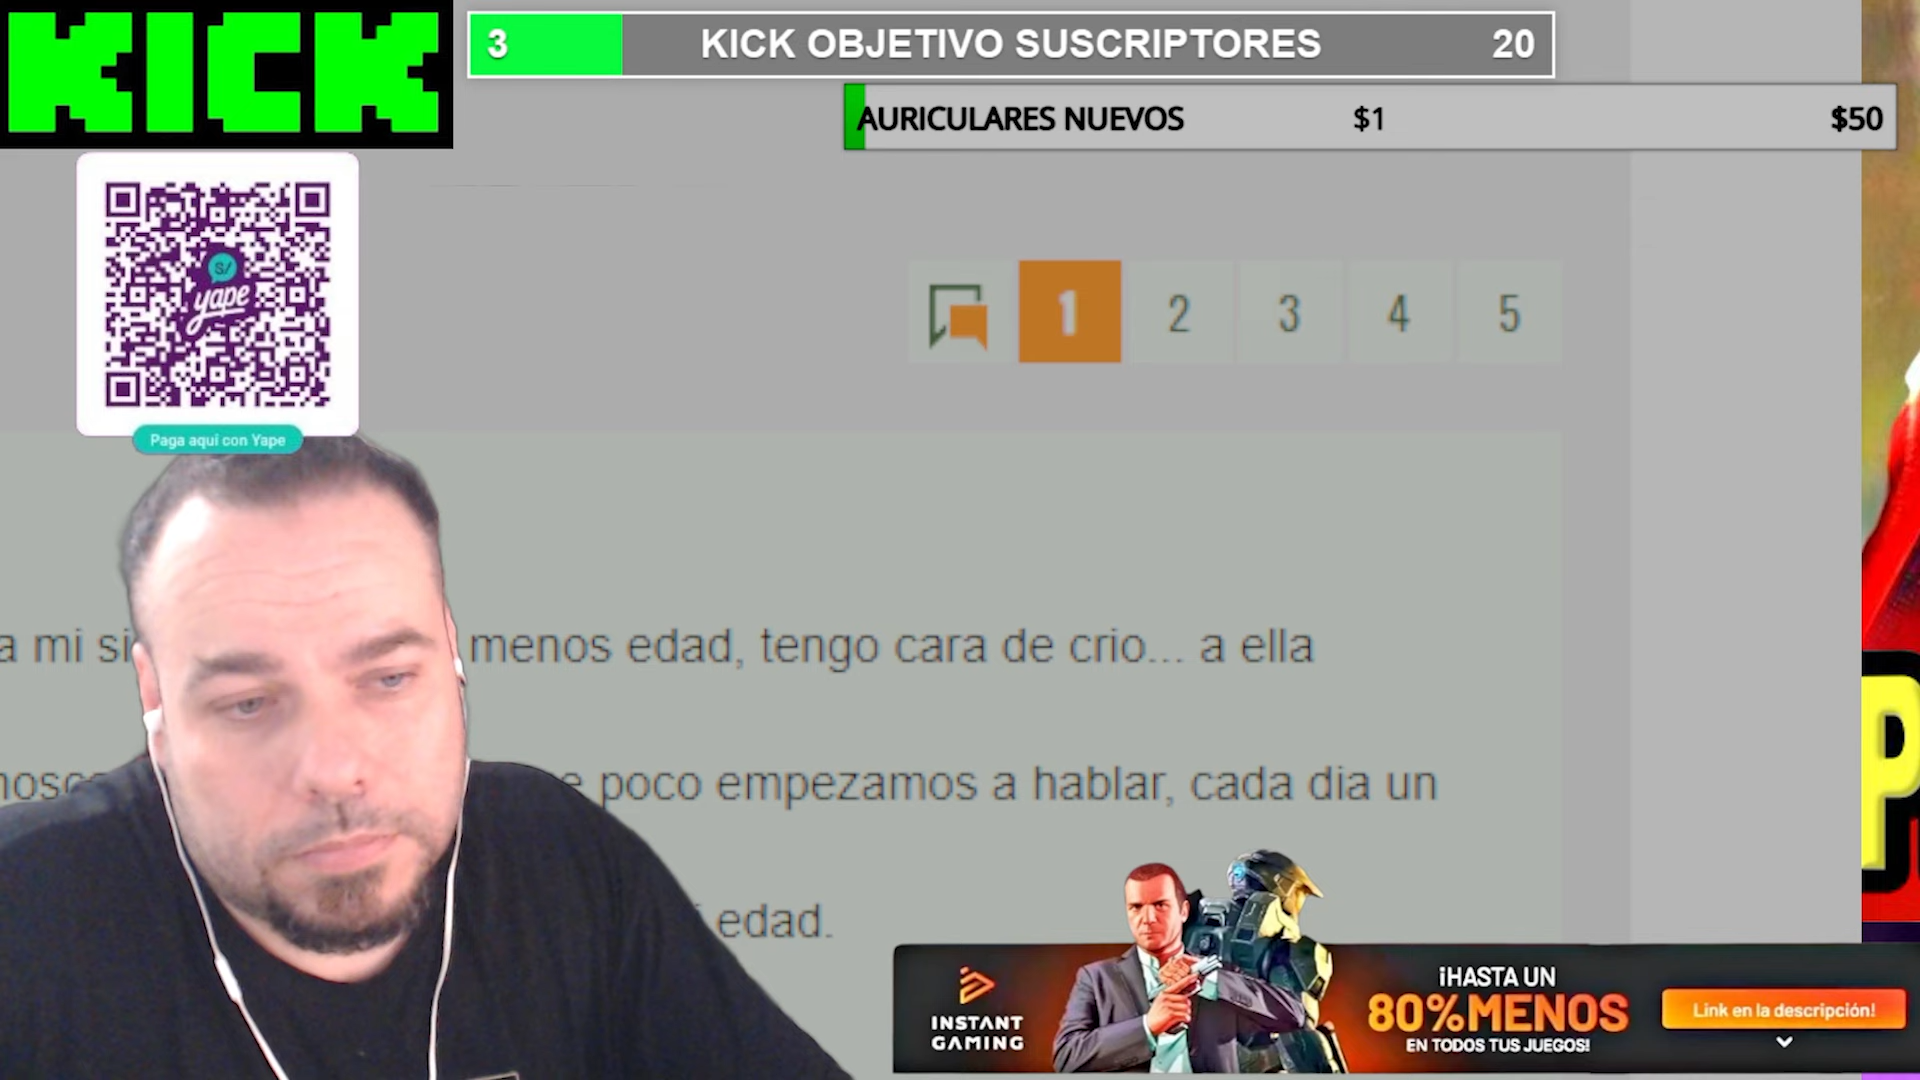 KICK
3 KICK OBJETIVO SUSCRIPTORES 20
AURICULARES NUEVOS $1 $50
S/
yape
Paga aquí con Yape
1 2 3 4 5
a mi menos edad, tengo cara de crio... a ella
poco empezamos a hablar, cada dia un
edad.
P
INSTANT
GAMING
¡HASTA UN
80%MENOS
EN TODOS TUS JUEGOS!
Link en la descripción!